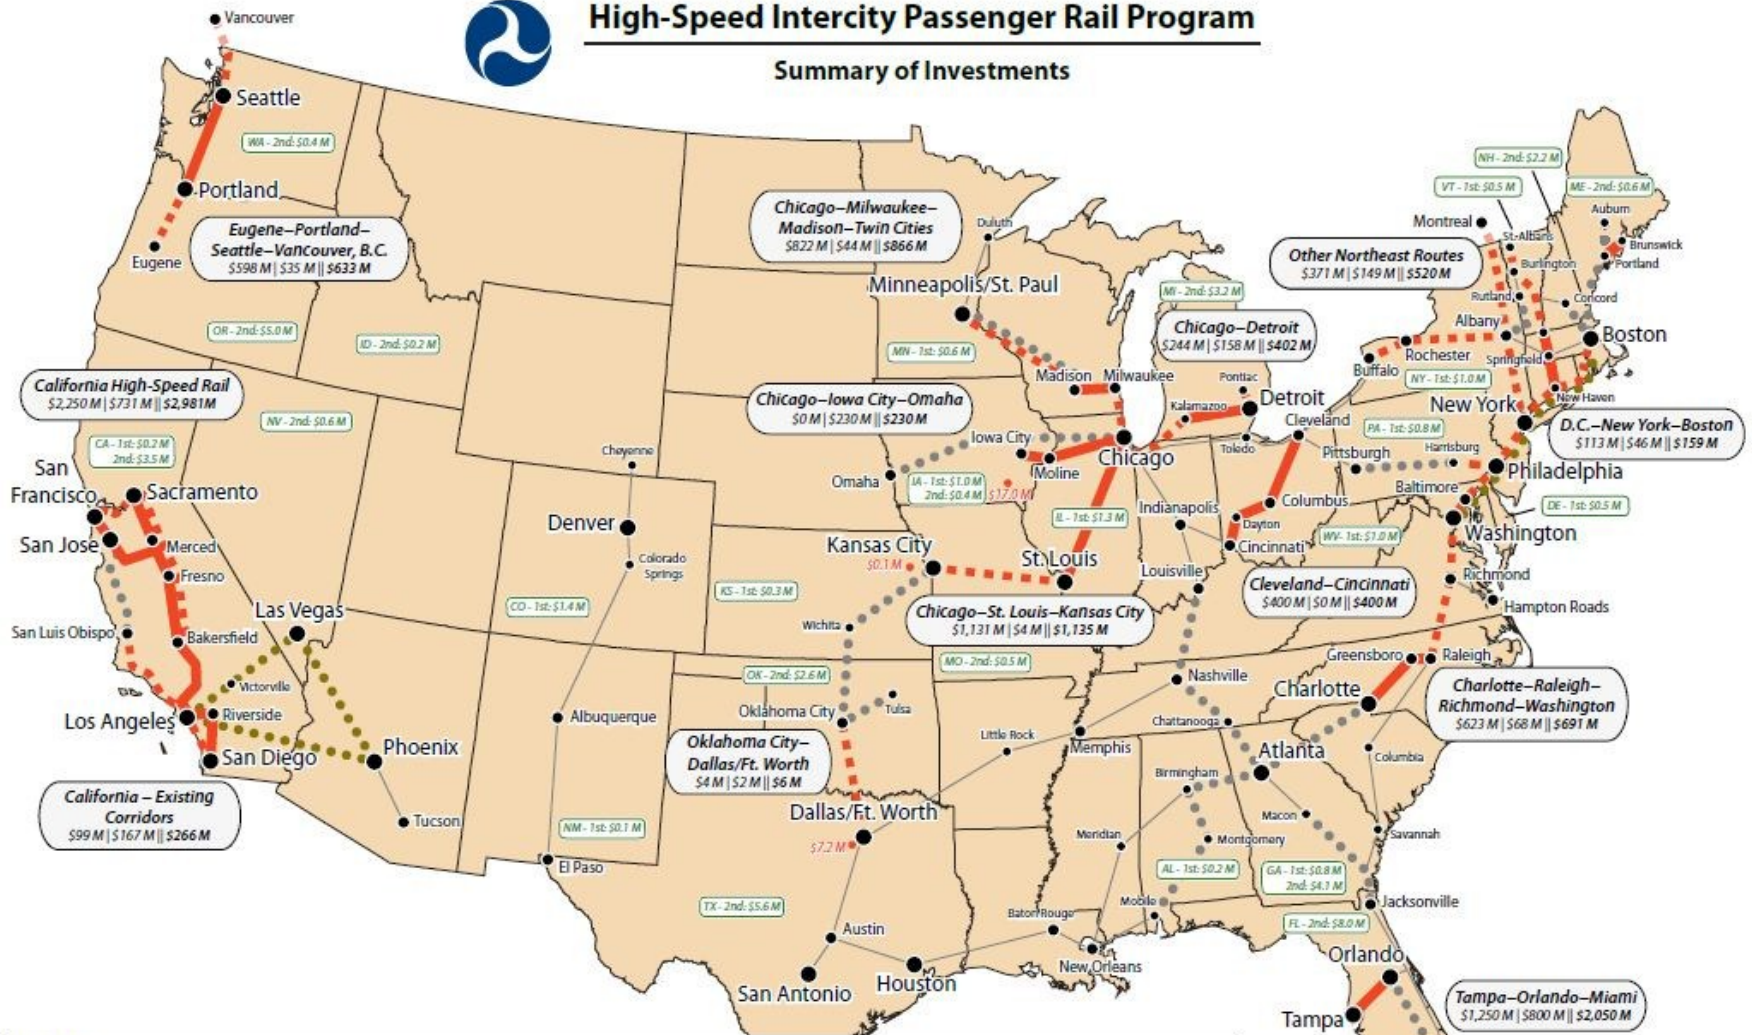 High-Speed Intercity Passenger Rail Program
Summary of Investments
Vancouver
Seattle
WA - 2nd: $0.4 M
Portland
Eugene–Portland–
Seattle–Vancouver, B.C.
$598 M | $35 M || $633 M
Eugene
OR - 2nd: $5.0 M
ID - 2nd: $0.2 M
California High-Speed Rail
$2,250 M | $731 M || $2,981M
NV - 2nd: $0.6 M
CA - 1st: $0.2 M
2nd: $3.5 M
San
Francisco
Sacramento
San Jose
Merced
Fresno
San Luis Obispo
Bakersfield
Las Vegas
Victorville
Los Angeles
Riverside
San Diego
Phoenix
Tucson
California – Existing
Corridors
$99 M | $167 M || $266 M
Cheyenne
Denver
Colorado
Springs
CO - 1st: $1.4 M
Albuquerque
NM - 1st: $0.1 M
El Paso
Chicago–Milwaukee–
Madison–Twin Cities
$822 M | $44 M || $866 M
Duluth
Minneapolis/St. Paul
MN - 1st: $0.6 M
Madison
Milwaukee
Chicago–Iowa City–Omaha
$0 M | $230 M || $230 M
Iowa City
Moline
Omaha
IA - 1st: $1.0 M
2nd: $0.4 M
$17.0 M
Chicago
IL - 1st: $1.3 M
Kansas City
$0.1 M
St. Louis
KS - 1st: $0.3 M
Chicago–St. Louis–Kansas City
$1,131 M | $4 M || $1,135 M
Wichita
MO - 2nd: $0.5 M
OK - 2nd: $2.6 M
Oklahoma City
Tulsa
Oklahoma City–
Dallas/Ft. Worth
$4 M | $2 M || $6 M
Dallas/Ft. Worth
$7.2 M
TX - 2nd: $5.6 M
Austin
San Antonio
Houston
Little Rock
Memphis
Baton Rouge
New Orleans
MI - 2nd: $3.2 M
Chicago–Detroit
$244 M | $158 M || $402 M
Pontiac
Kalamazoo
Detroit
Toledo
Cleveland
Columbus
Dayton
Cincinnati
Indianapolis
Louisville
Cleveland–Cincinnati
$400 M | $0 M || $400 M
WV- 1st: $1.0 M
NH - 2nd: $2.2 M
VT - 1st: $0.5 M
ME - 2nd: $0.6 M
Auburn
Montreal
St. Albans
Brunswick
Portland
Burlington
Other Northeast Routes
$371 M | $149 M || $520 M
Rutland
Concord
Albany
Boston
Rochester
Springfield
Buffalo
NY - 1st: $1.0 M
New Haven
New York
D.C.–New York–Boston
$113 M | $46 M || $159 M
PA - 1st: $0.8 M
Pittsburgh
Harrisburg
Philadelphia
Baltimore
DE - 1st: $0.5 M
Washington
Richmond
Hampton Roads
Greensboro
Raleigh
Charlotte
Charlotte–Raleigh–
Richmond–Washington
$623 M | $68 M || $691 M
Nashville
Chattanooga
Atlanta
Columbia
Birmingham
Macon
Savannah
Meridian
Montgomery
AL - 1st: $0.2 M
GA - 1st: $0.8 M
2nd: $4.1 M
Mobile
Jacksonville
FL - 2nd: $8.0 M
Orlando
Tampa
Tampa–Orlando–Miami
$1,250 M | $800 M || $2,050 M